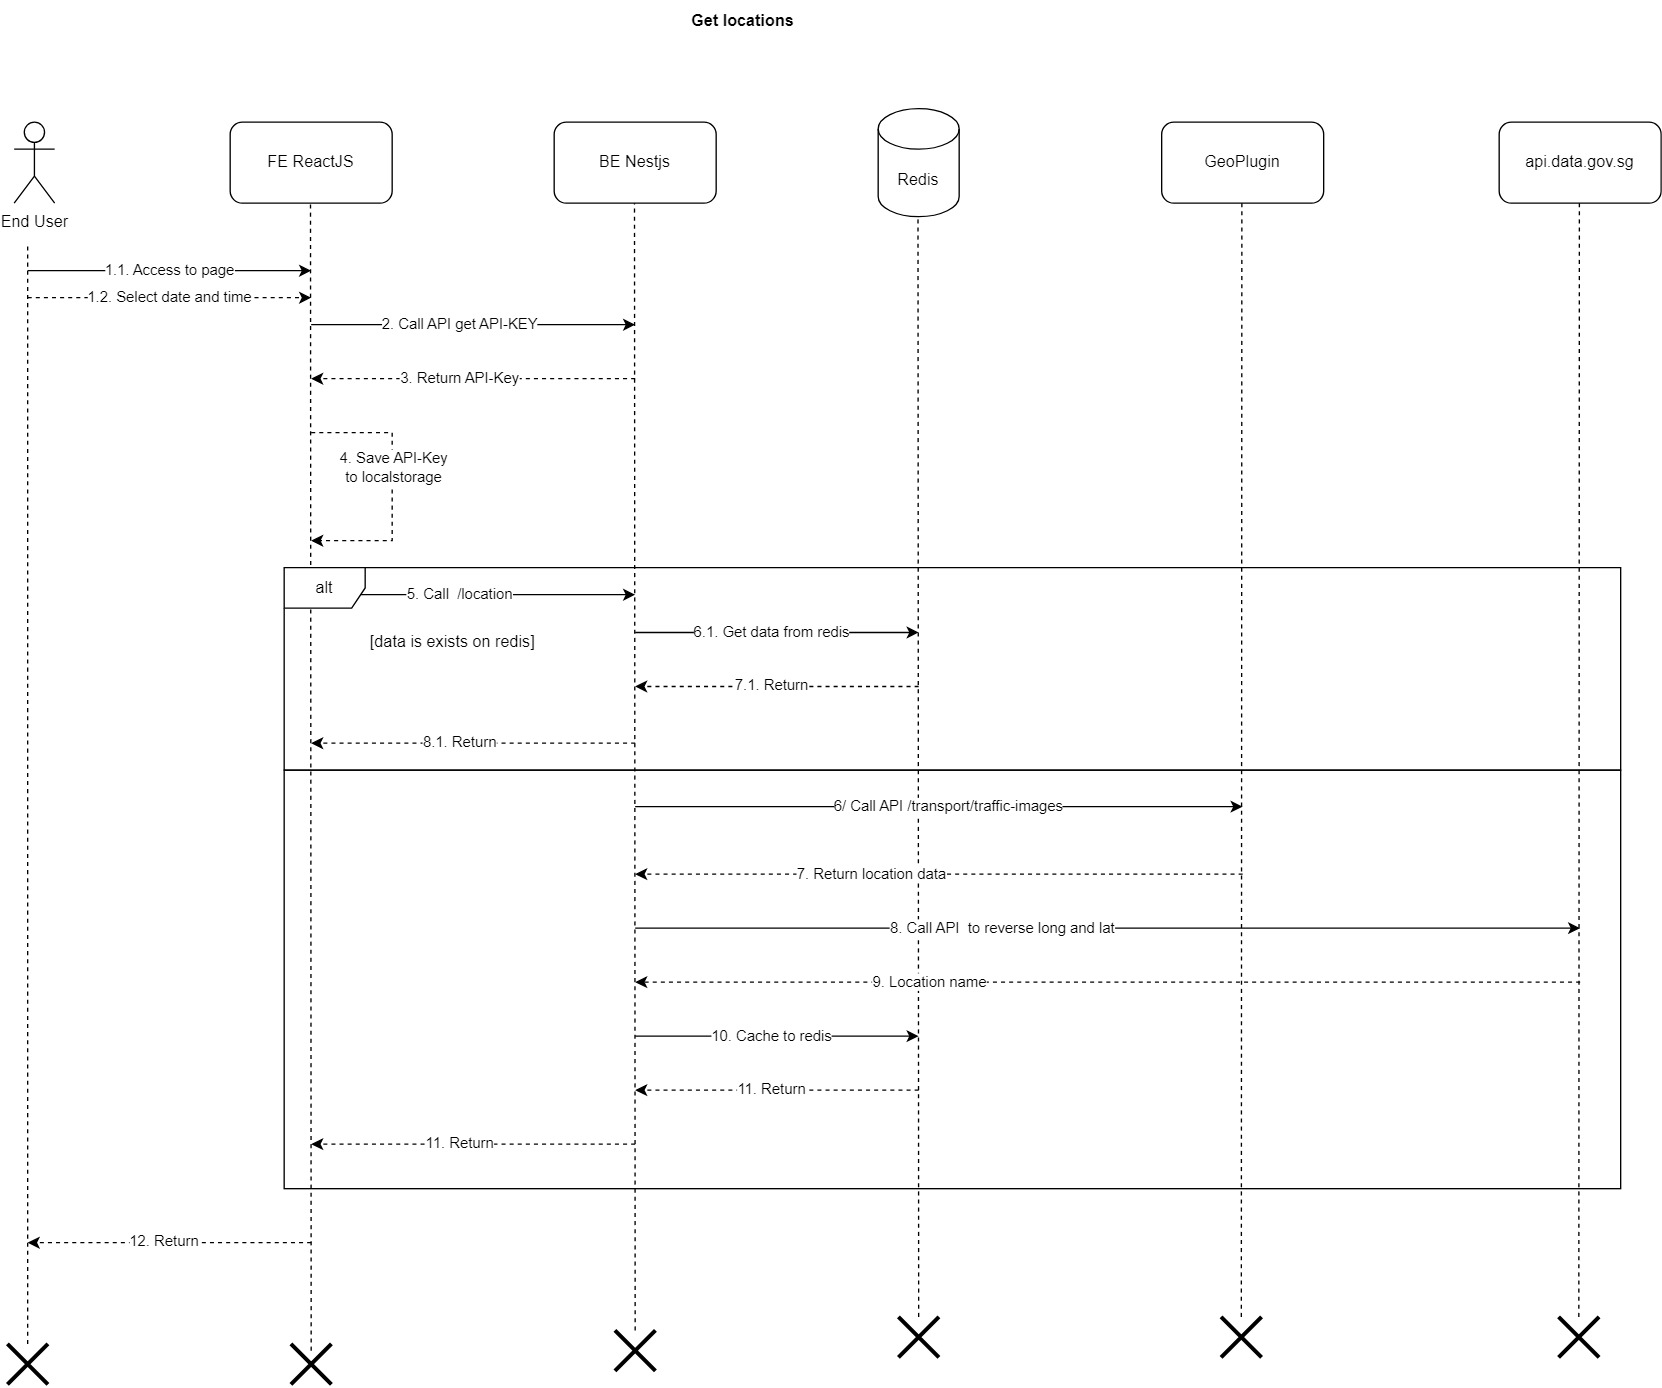 Get locations
End User
FE ReactJS
BE Nestjs
Redis
GeoPlugin
api.data.gov.sg
1.1. Access to page
1.2. Select date and time
2. Call API get API-KEY
3. Return API-Key
4. Save API-Key
to localstorage
alt
5. Call  /location
[data is exists on redis]
6.1. Get data from redis
7.1. Return
8.1. Return
6/ Call API /transport/traffic-images
7. Return location data
8. Call API  to reverse long and lat
9. Location name
10. Cache to redis
11. Return
11. Return
12. Return